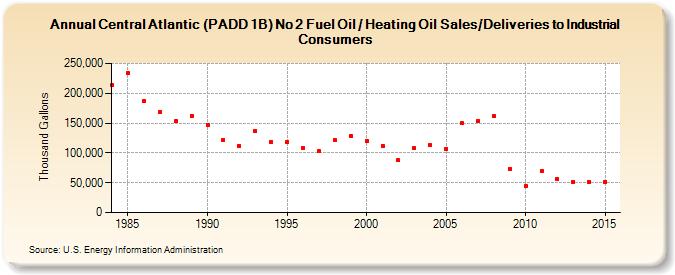 Annual Central Atlantic (PADD 1B) No 2 Fuel Oil / Heating Oil Sales/Deliveries to Industrial
Consumers
Thousand Gallons
250,000
200,000
150,000
100,000
50,000
0
1985 1990 1995 2000 2005 2010 2015
Source: U.S. Energy Information Administration